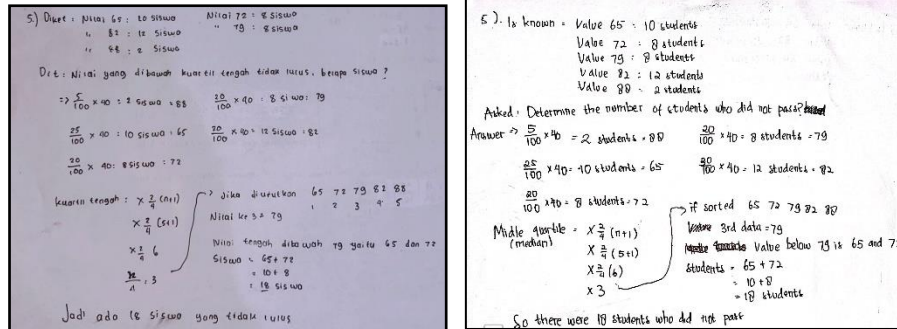 5.) Diket : Nilai 65 : 10 siswa Nilai 72 : 8 siswa
" 82 : 12 siswa " 79 : 8 siswa
" 88 : 2 siswa
Dit : Nilai yang dibawah kuartil tengah tidak lulus, berapa siswa ?
=> 5/100 x 40 : 2 siswa : 88 20/100 x 40 : 8 siswa : 79
25/100 x 40 : 10 siswa : 65 x 40 : 12 siswa : 82
20/100 x 40 : 8 siswa : 72
kuartil tengah : x 2/4 (n+1)
x 2/4 (5+1)
x 2/4 6
: 3
Jika diurutkan 65 72 79 82 88
1 2 3 4 5
Nilai ke 3 = 79
Nilai tengah dibawah 79 yaitu 65 dan 72
Siswa = 65 + 72
= 10 + 8
= 18 siswa
Jadi ada 18 siswa yang tidak lulus
5). Is known = Value 65 : 10 students
Value 72 : 8 students
Value 79 : 8 students
Value 82 : 12 students
Value 88 : 2 students
Asked : Determine the number of students who did not pass?
Answer => 5/100 x 40 = 2 students = 88 20/100 x 40 = 8 students = 79
25/100 x 40 = 10 students = 65 x 40 = 12 students = 82
20/100 x 40 = 8 students = 72
Midle quartile =
(median)
x 2/4 (n+1)
x 2/4 (5+1)
x 2/4 (6)
x 3
if sorted 65 72 79 82 88
3rd data = 79
Value below 79 is 65 and 7
students = 65 + 72
= 10 + 8
= 18 students
So there were 18 students who did not pass